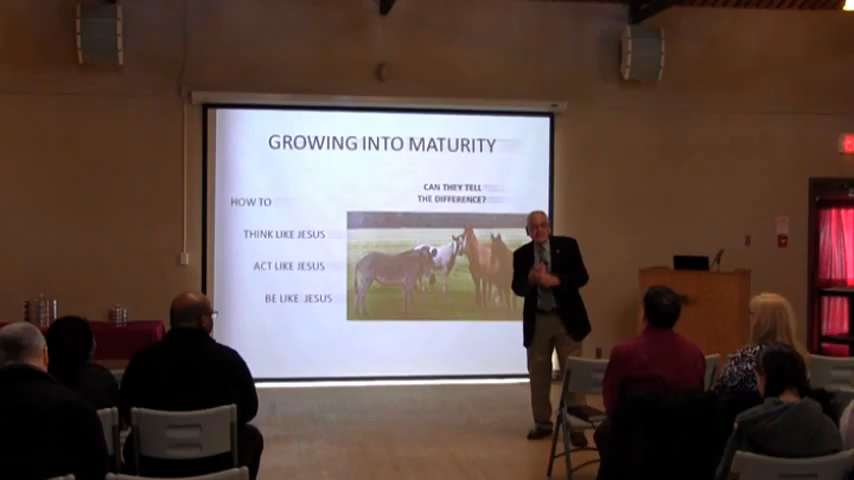 GROWING INTO MATURITY
CAN THEY TELL
THE DIFFERENCE?
HOW TO
THINK LIKE JESUS
ACT LIKE JESUS
BE LIKE JESUS